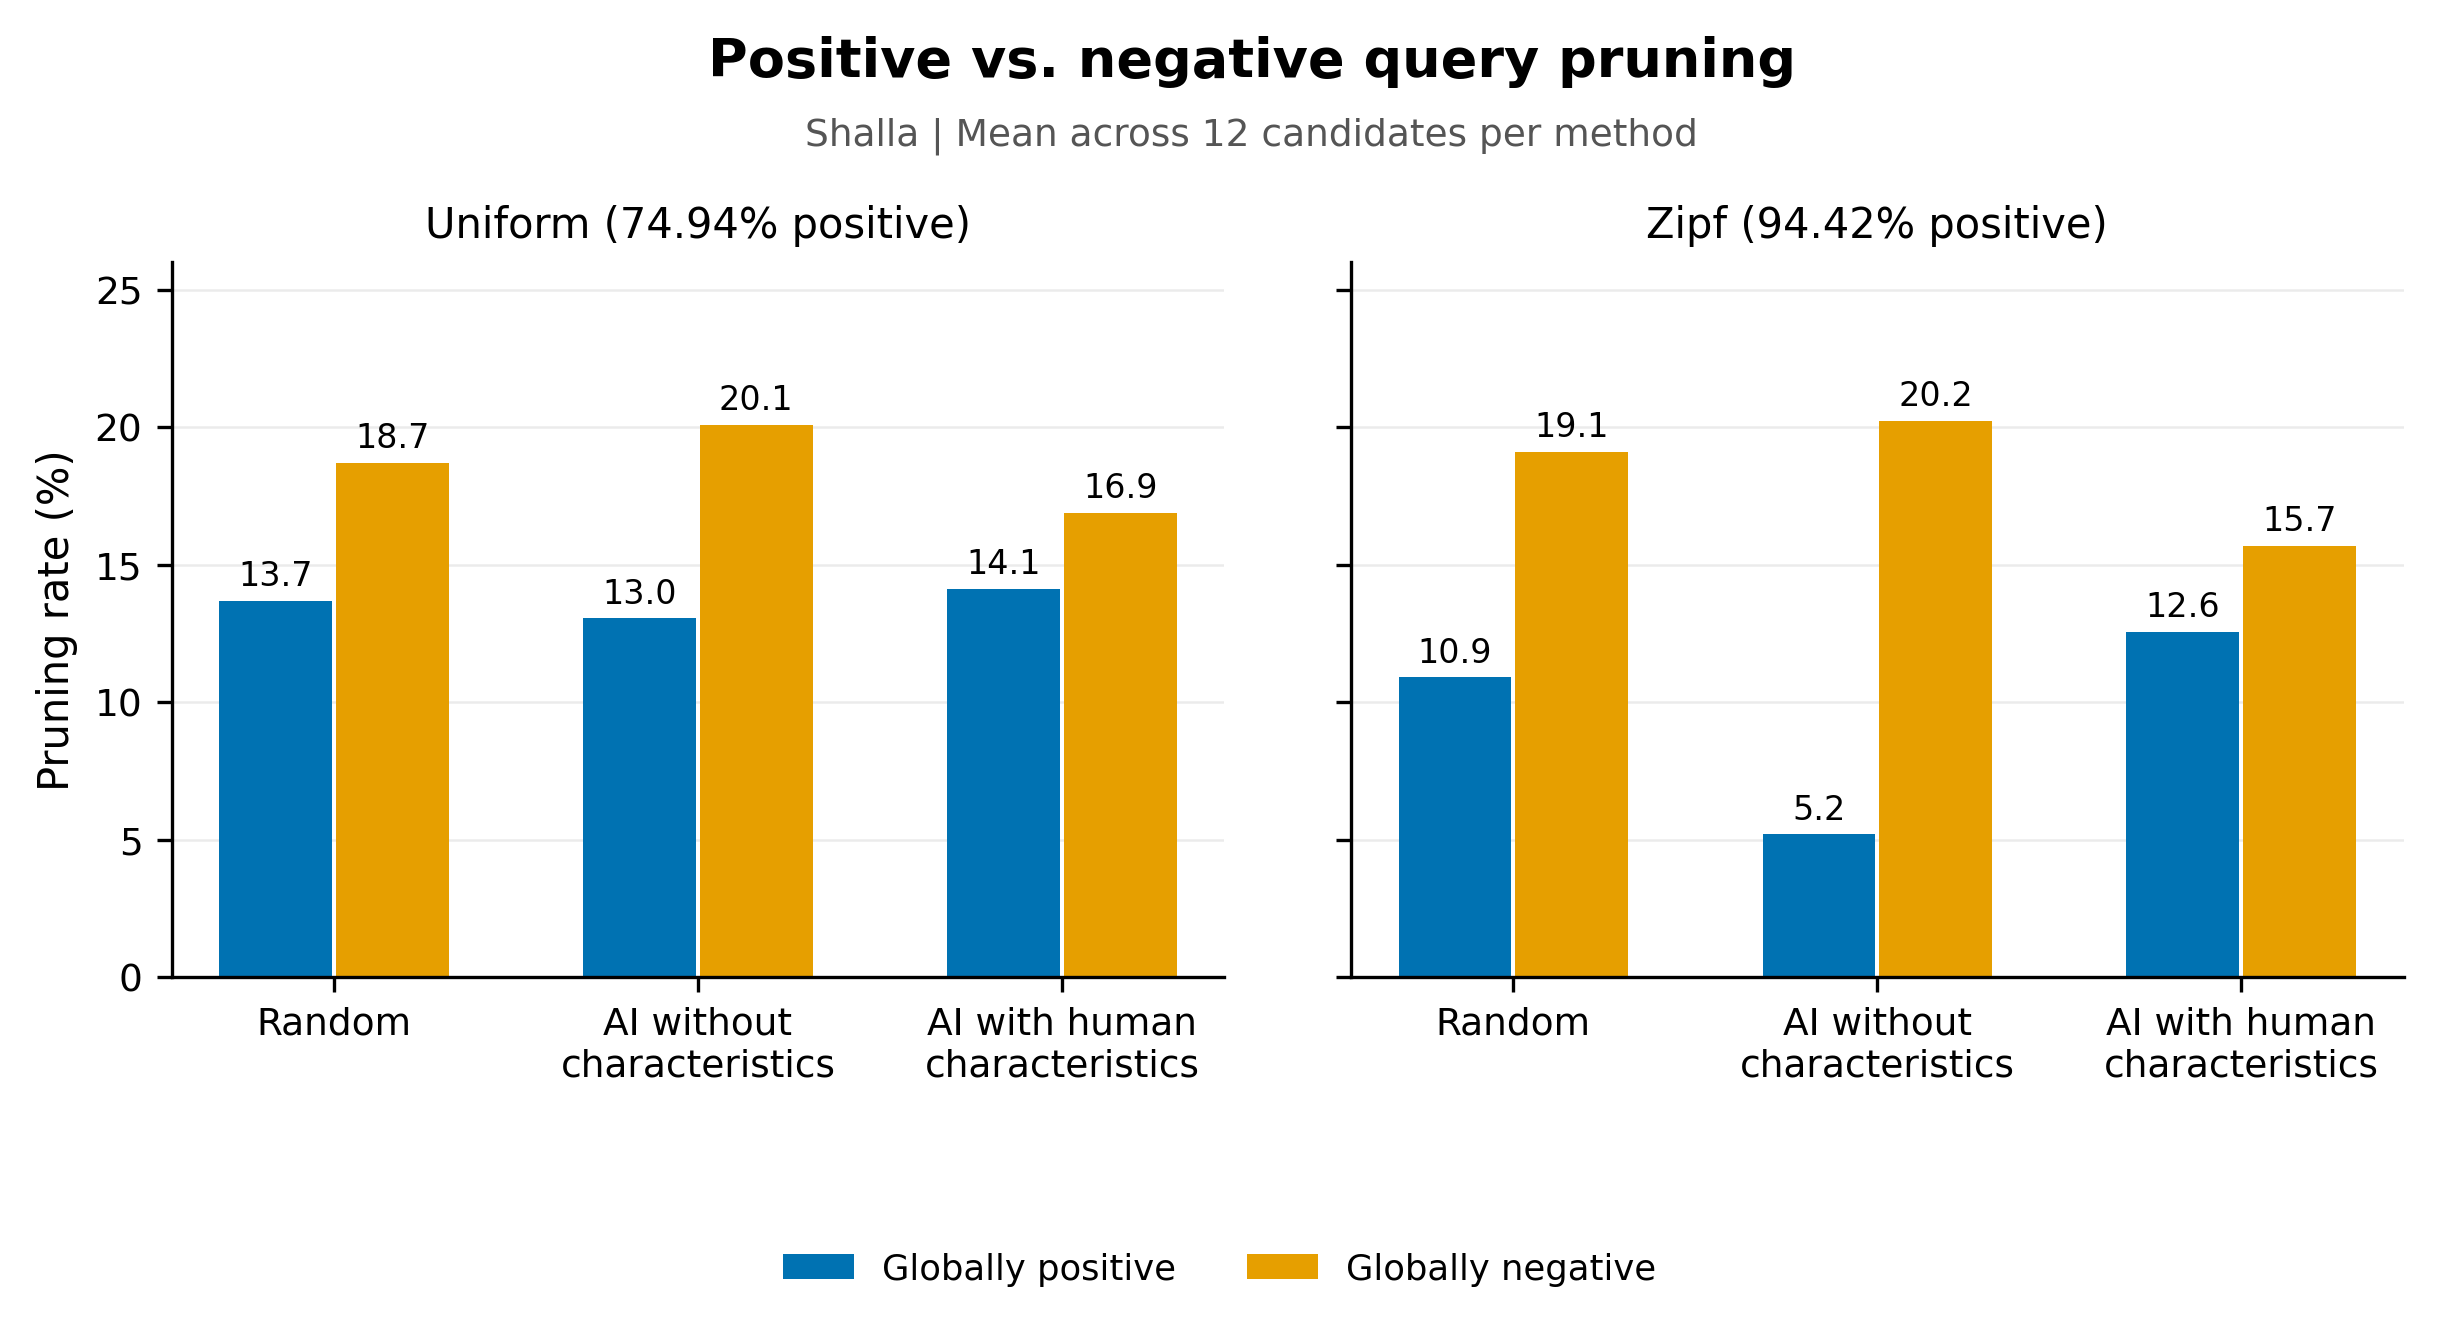 Positive vs. negative query pruning
Shalla | Mean across 12 candidates per method
Uniform (74.94% positive)
Pruning rate (%)
25
20
15
10
5
0
13.7
18.7
13.0
20.1
14.1
16.9
Random
AI without
characteristics
AI with human
characteristics
Zipf (94.42% positive)
10.9
19.1
5.2
20.2
12.6
15.7
Random
AI without
characteristics
AI with human
characteristics
Globally positive
Globally negative